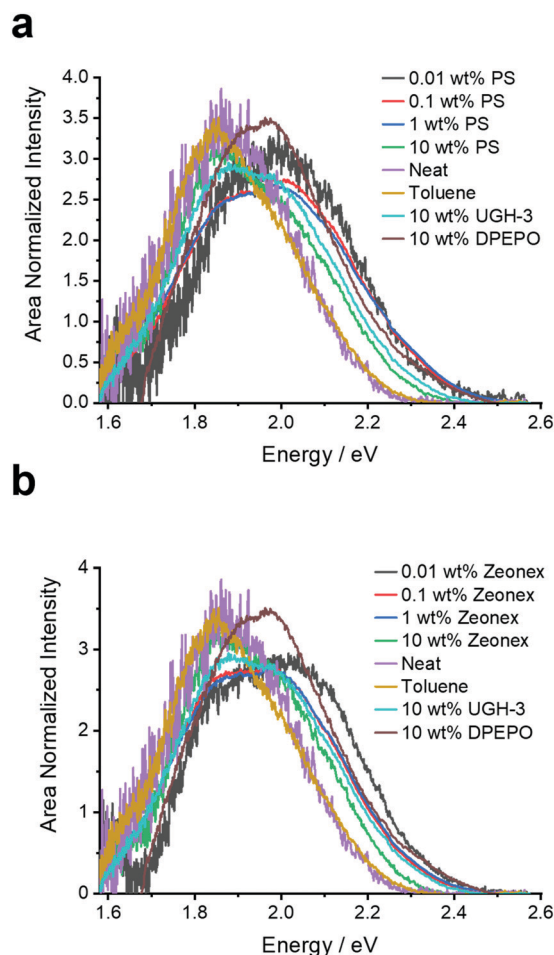 a
Area Normalized Intensity
4.0
3.5
3.0
2.5
2.0
1.5
1.0
0.5
0.0
0.01 wt% PS
0.1 wt% PS
1 wt% PS
10 wt% PS
Neat
Toluene
10 wt% UGH-3
10 wt% DPEPO
1.6 1.8 2.0 2.2 2.4 2.6
Energy / eV
b
Area Normalized Intensity
4
3
2
1
0
0.01 wt% Zeonex
0.1 wt% Zeonex
1 wt% Zeonex
10 wt% Zeonex
Neat
Toluene
10 wt% UGH-3
10 wt% DPEPO
1.6 1.8 2.0 2.2 2.4 2.6
Energy / eV